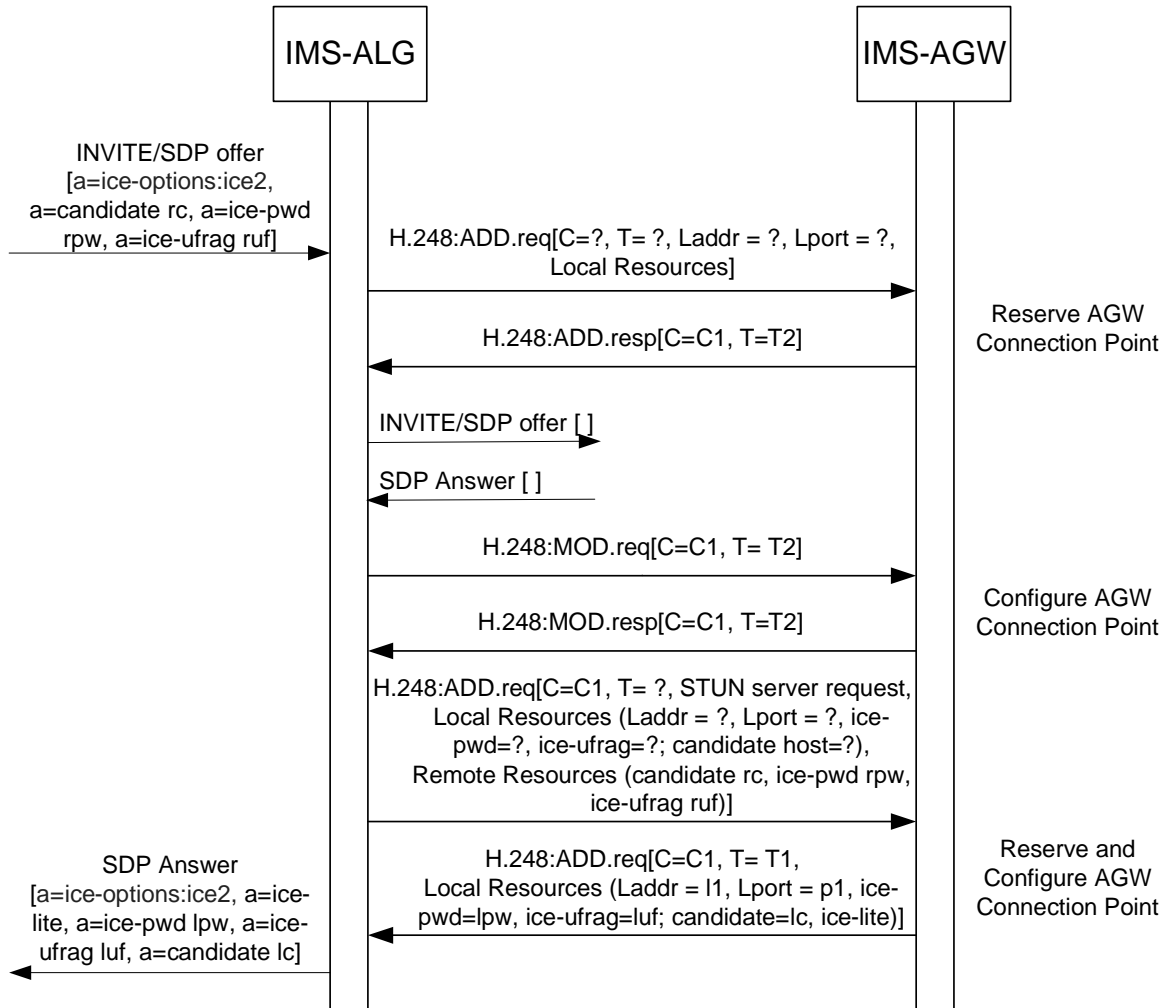 IMS-ALG
IMS-AGW
INVITE/SDP offer
[a=ice-options:ice2,
a=candidate rc, a=ice-pwd
rpw, a=ice-ufrag ruf]
H.248:ADD.req[C=?, T= ?, Laddr = ?, Lport = ?,
Local Resources]
Reserve AGW
Connection Point
H.248:ADD.resp[C=C1, T=T2]
INVITE/SDP offer [ ]
SDP Answer [ ]
H.248:MOD.req[C=C1, T= T2]
Configure AGW
Connection Point
H.248:MOD.resp[C=C1, T=T2]
H.248:ADD.req[C=C1, T= ?, STUN server request,
Local Resources (Laddr = ?, Lport = ?, ice-
pwd=?, ice-ufrag=?; candidate host=?),
Remote Resources (candidate rc, ice-pwd rpw,
ice-ufrag ruf)]
Reserve and
Configure AGW
Connection Point
H.248:ADD.req[C=C1, T= T1,
Local Resources (Laddr = l1, Lport = p1, ice-
pwd=lpw, ice-ufrag=luf; candidate=lc, ice-lite)]
SDP Answer
[a=ice-options:ice2, a=ice-
lite, a=ice-pwd lpw, a=ice-
ufrag luf, a=candidate lc]